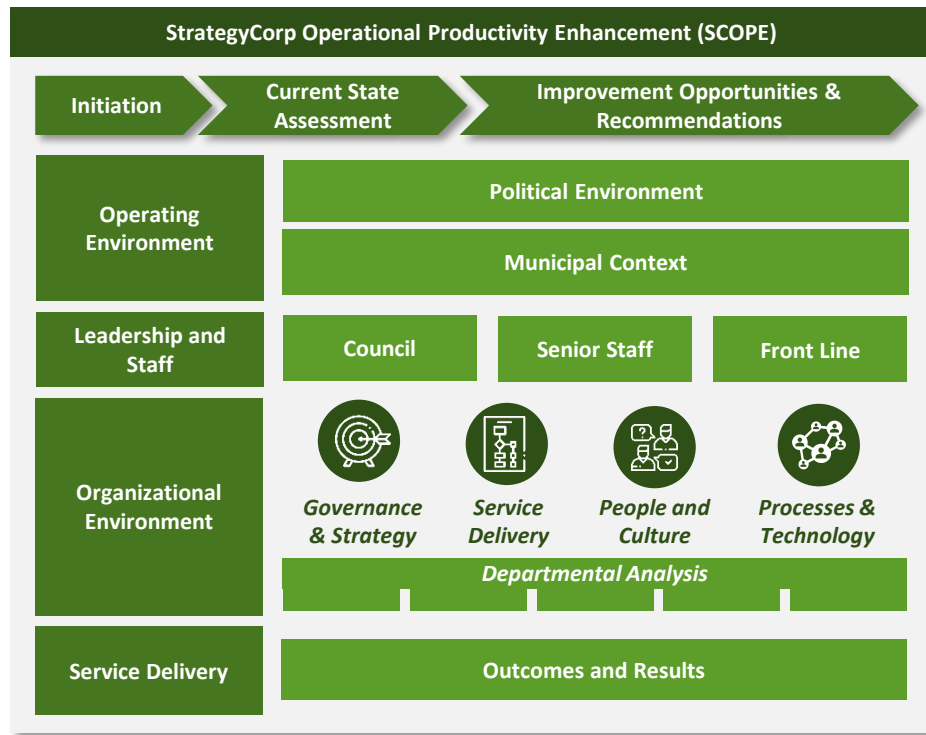 StrategyCorp Operational Productivity Enhancement (SCOPE)
Initiation
Current State
Assessment
Improvement Opportunities &
Recommendations
Operating
Environment
Political Environment
Municipal Context
Leadership and
Staff
Council
Senior Staff
Front Line
Organizational
Environment
Governance
& Strategy
Service
Delivery
People and
Culture
Processes &
Technology
Departmental Analysis
Service Delivery
Outcomes and Results